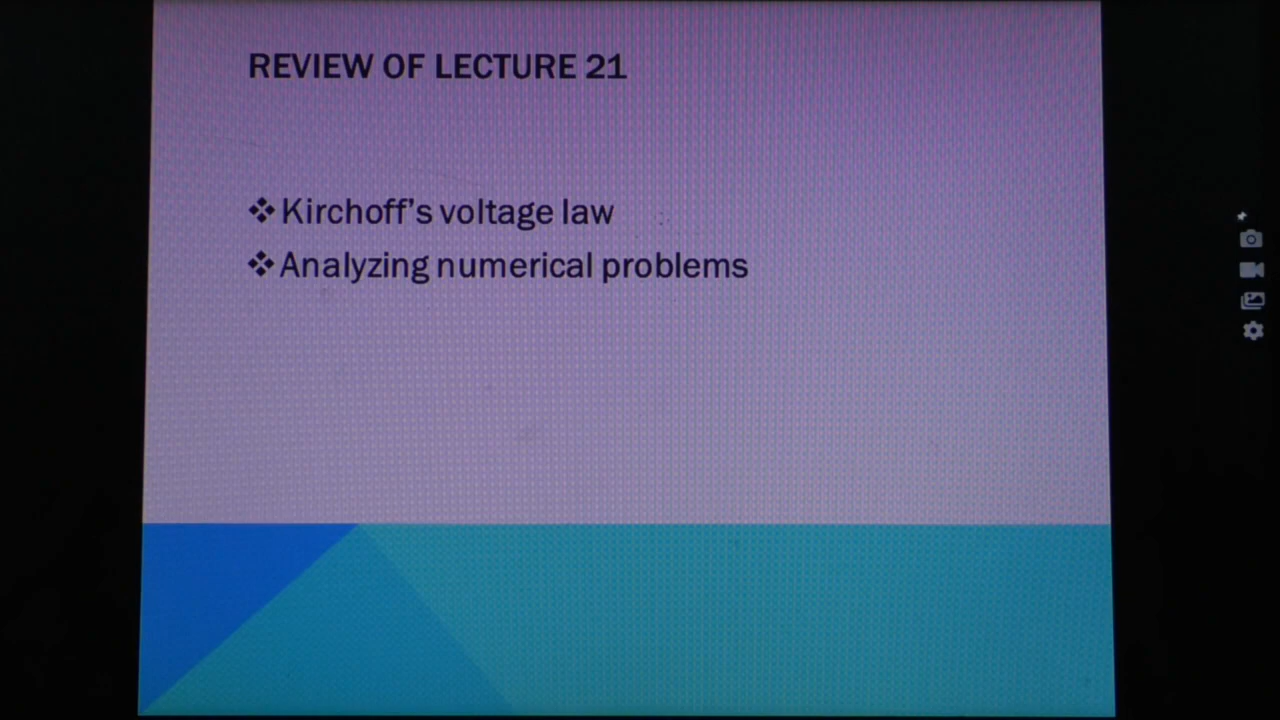 REVIEW OF LECTURE 21
❖ Kirchoff's voltage law
❖ Analyzing numerical problems